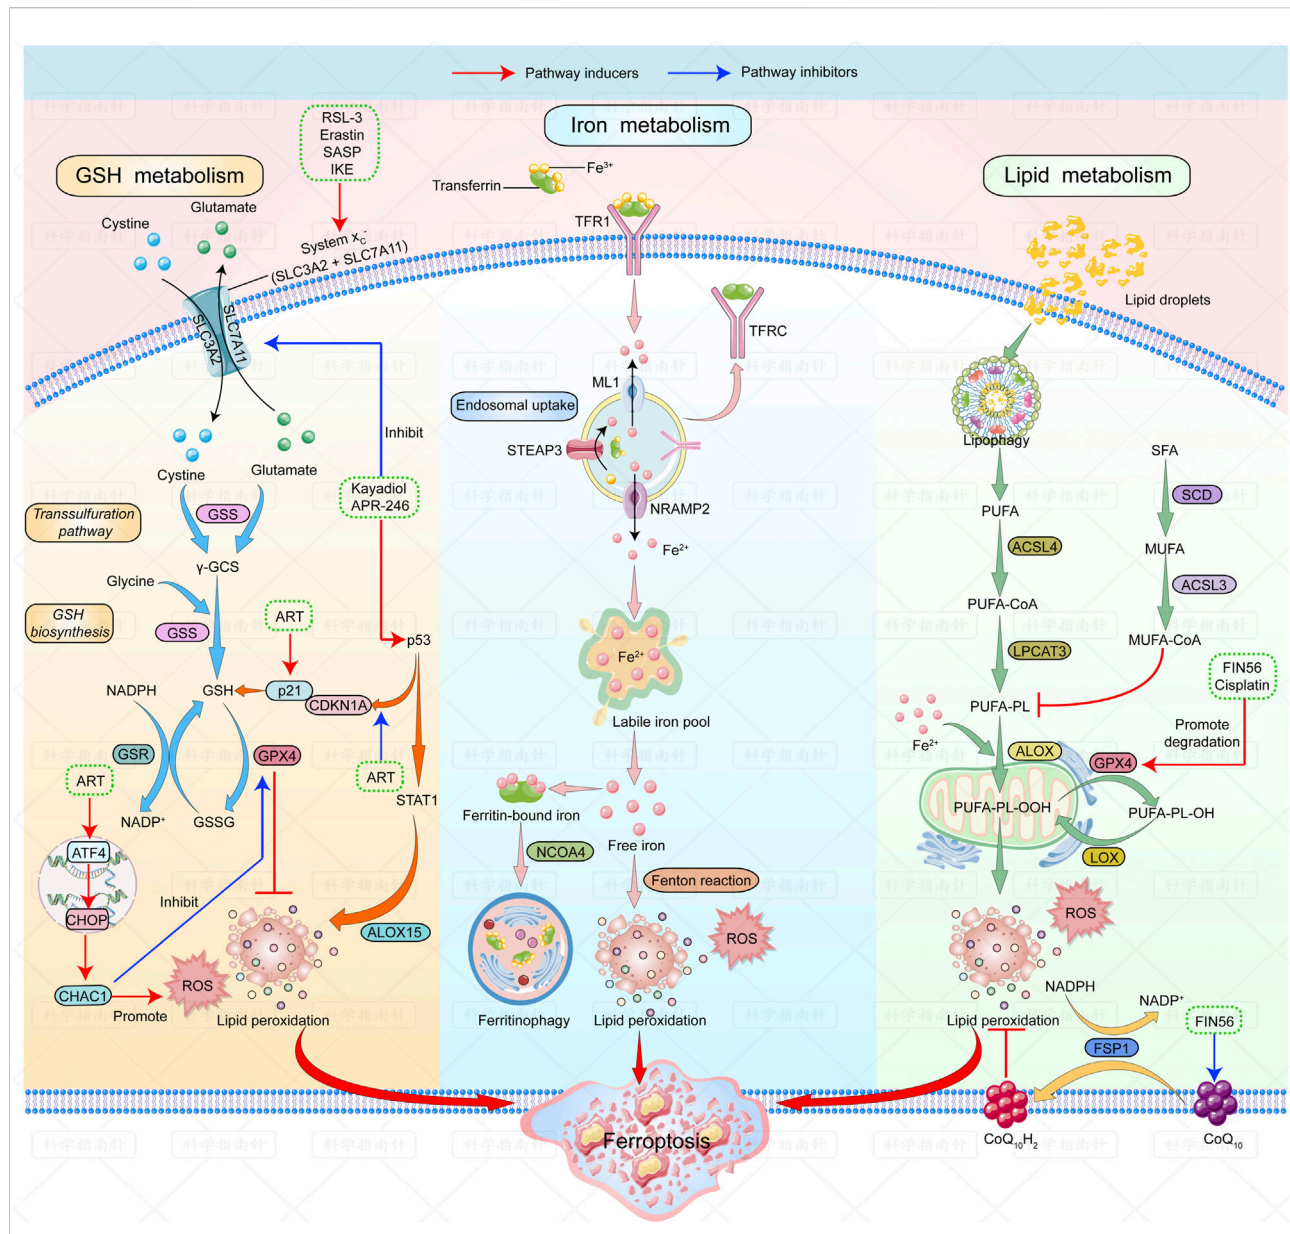 Pathway inducers
Pathway inhibitors
GSH metabolism
Iron metabolism
Lipid metabolism
RSL-3
Erastin
SASP
IKE
Cystine
Glutamate
System xc-
(SLC3A2 + SLC7A11)
SLC3A2
SLC7A11
Inhibit
Cystine
Glutamate
Kayadiol
APR-246
Transsulfuration
pathway
GSS
γ-GCS
Glycine
GSH
biosynthesis
GSS
ART
p53
NADPH
GSH
p21
CDKN1A
GSR
GPX4
ART
ART
STAT1
NADP+
GSSG
ATF4
CHOP
Inhibit
ALOX15
CHAC1
Promote
ROS
Lipid peroxidation
Fe3+
Transferrin
TFR1
TFRC
ML1
Endosomal uptake
STEAP3
NRAMP2
Fe2+
Fe2+
Labile iron pool
Ferritin-bound iron
Free iron
NCOA4
Fenton reaction
ROS
Ferritinophagy
Lipid peroxidation
Ferroptosis
Lipid droplets
Lipophagy
SFA
SCD
PUFA
MUFA
ACSL4
ACSL3
PUFA-CoA
MUFA-CoA
LPCAT3
FIN56
Cisplatin
PUFA-PL
Fe2+
ALOX
Promote
degradation
GPX4
PUFA-PL-OOH
PUFA-PL-OH
LOX
ROS
NADPH
NADP+
Lipid peroxidation
FIN56
FSP1
CoQ10H2
CoQ10
科学指南针